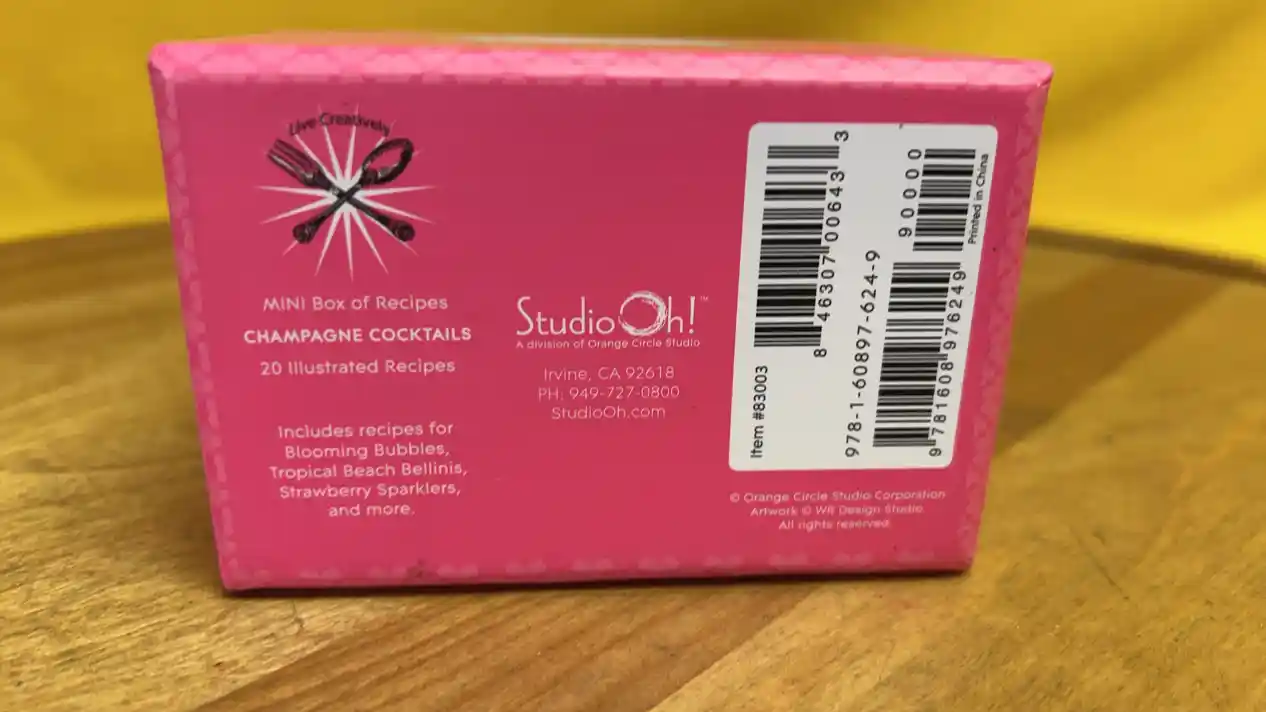 Live Creatively
MINI Box of Recipes
CHAMPAGNE COCKTAILS
20 Illustrated Recipes
Includes recipes for
Blooming Bubbles,
Tropical Beach Bellinis,
Strawberry Sparklers,
and more.
Studio Oh!™
A division of Orange Circle Studio
Irvine, CA 92618
PH: 949-727-0800
StudioOh.com
Item #83003
8 46307 00643 3
978-1-60897-624-9
9 781608 976249
90000
Printed in China
© Orange Circle Studio Corporation
Artwork © WR Design Studio
All rights reserved.